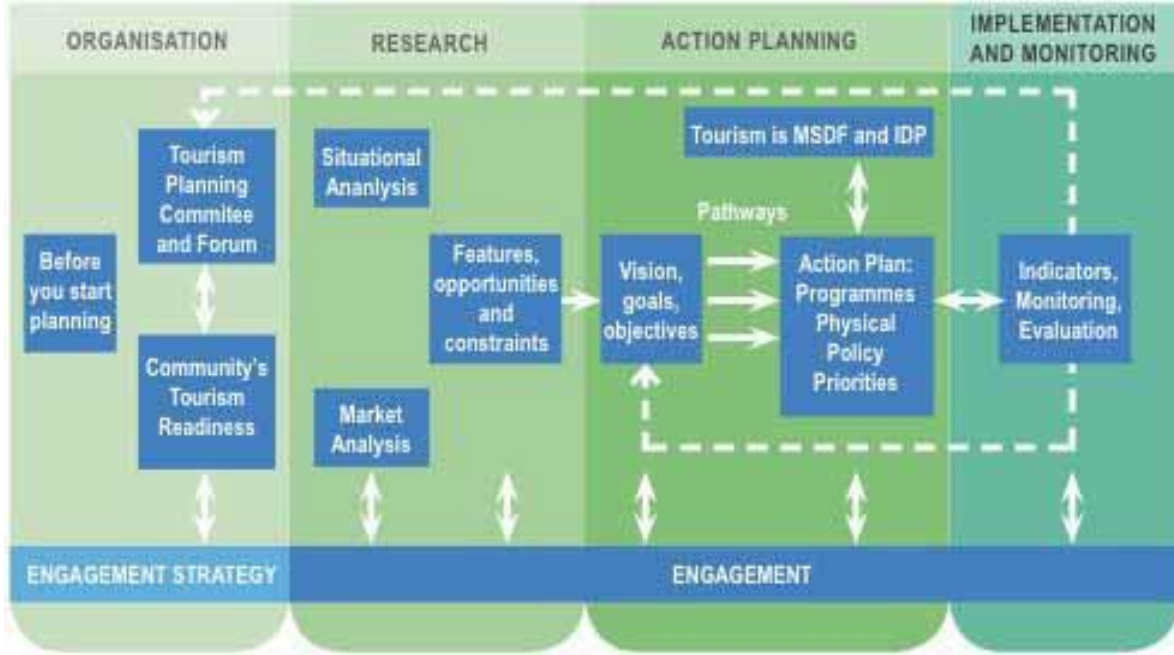 ORGANISATION
RESEARCH
ACTION PLANNING
IMPLEMENTATION
AND MONITORING
Before
you start
planning
Tourism
Planning
Commitee
and Forum
Community's
Tourism
Readiness
Situational
Ananlysis
Market
Analysis
Features,
opportunities
and
constraints
Vision,
goals,
objectives
Pathways
Tourism is MSDF and IDP
Action Plan:
Programmes
Physical
Policy
Priorities
Indicators,
Monitoring,
Evaluation
ENGAGEMENT STRATEGY
ENGAGEMENT